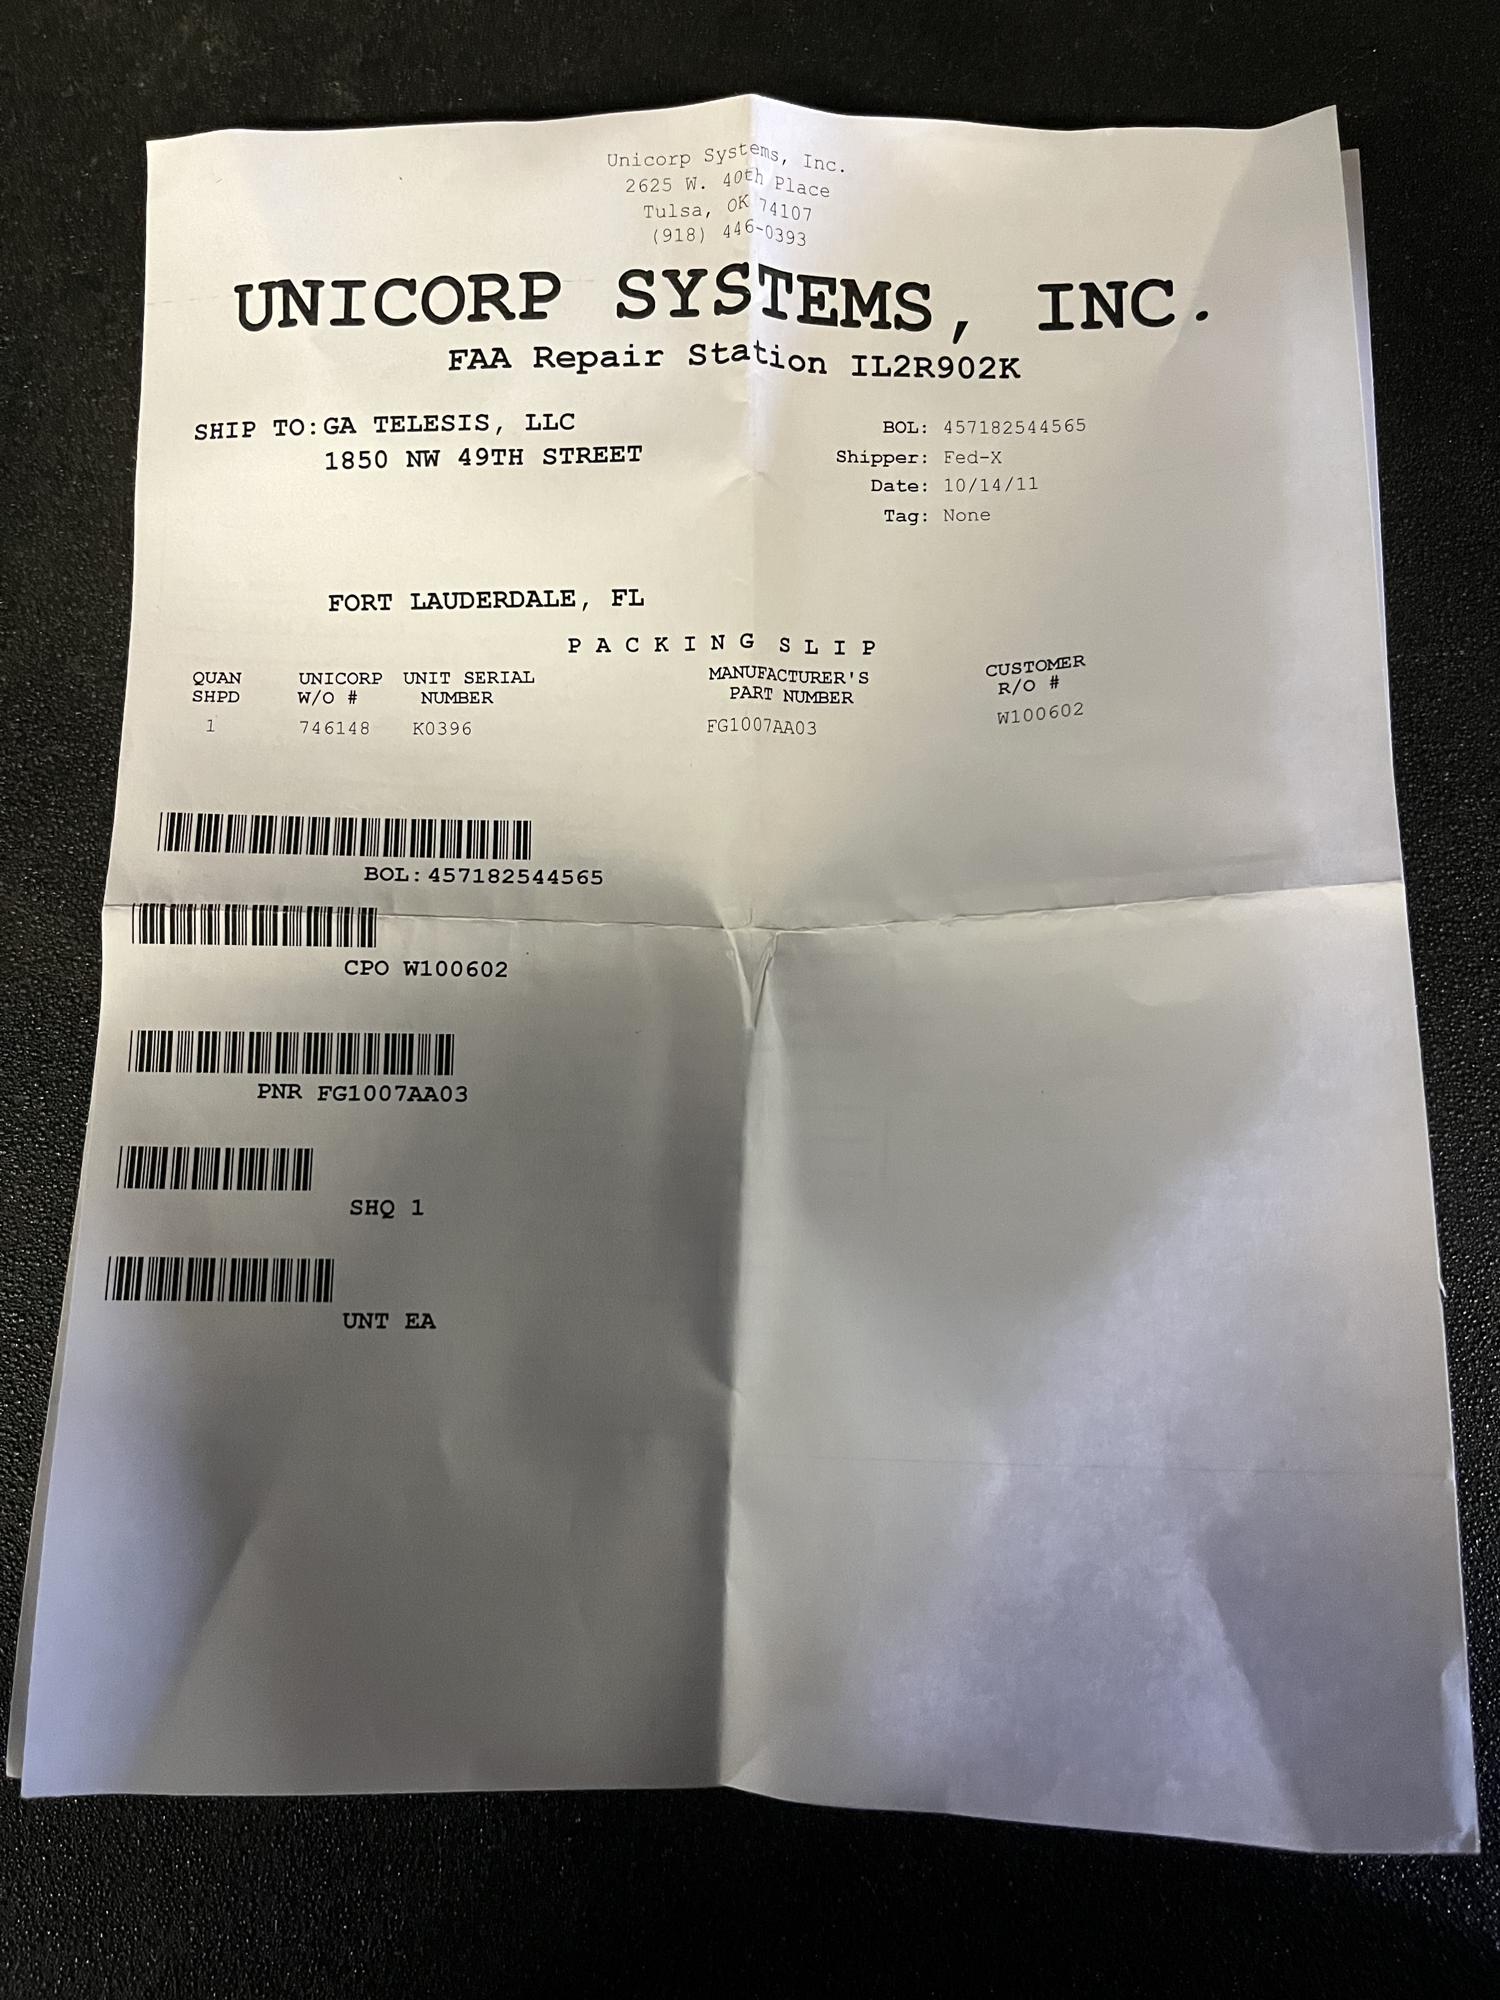 Unicorp Systems, Inc.
2625 W. 40th Place
Tulsa, OK 74107
(918) 446-0393
UNICORP SYSTEMS, INC.
FAA Repair Station IL2R902K
SHIP TO: GA TELESIS, LLC
1850 NW 49TH STREET
FORT LAUDERDALE, FL
BOL: 457182544565
Shipper: Fed-X
Date: 10/14/11
Tag: None
PACKING SLIP
QUAN SHPD UNICORP W/O # UNIT SERIAL NUMBER MANUFACTURER'S PART NUMBER CUSTOMER R/O #
1 746148 K0396 FG1007AA03 W100602
BOL:457182544565
CPO W100602
PNR FG1007AA03
SHQ 1
UNT EA